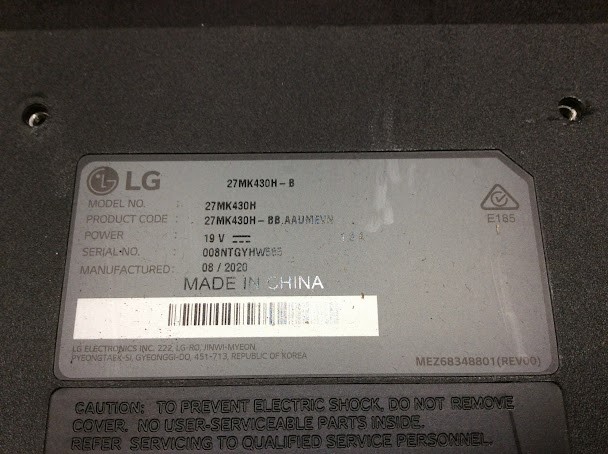 LG
27MK430H-B
MODEL NO. : 27MK430H
PRODUCT CODE : 27MK430H-BB.AAUMEVN
POWER : 19 V
SERIAL NO. : 008NTGYHW585
MANUFACTURED: 08 / 2020
MADE IN CHINA
E185
LG ELECTRONICS INC. 222, LG-RO, JINWI-MYEON,
PYEONGTAEK-SI, GYEONGGI-DO, 451-713, REPUBLIC OF KOREA
MEZ68348801(REV00)
CAUTION: TO PREVENT ELECTRIC SHOCK, DO NOT REMOVE
COVER. NO USER-SERVICEABLE PARTS INSIDE.
REFER SERVICING TO QUALIFIED SERVICE PERSONNEL.